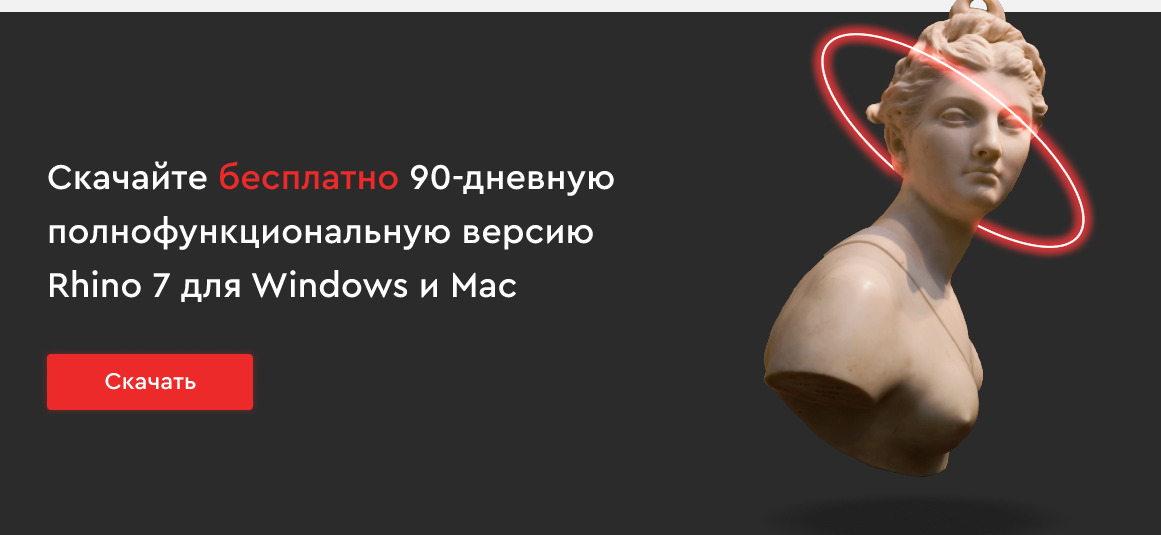 Скачайте бесплатно 90-дневную
полнофункциональную версию
Rhino 7 для Windows и Mac
Скачать